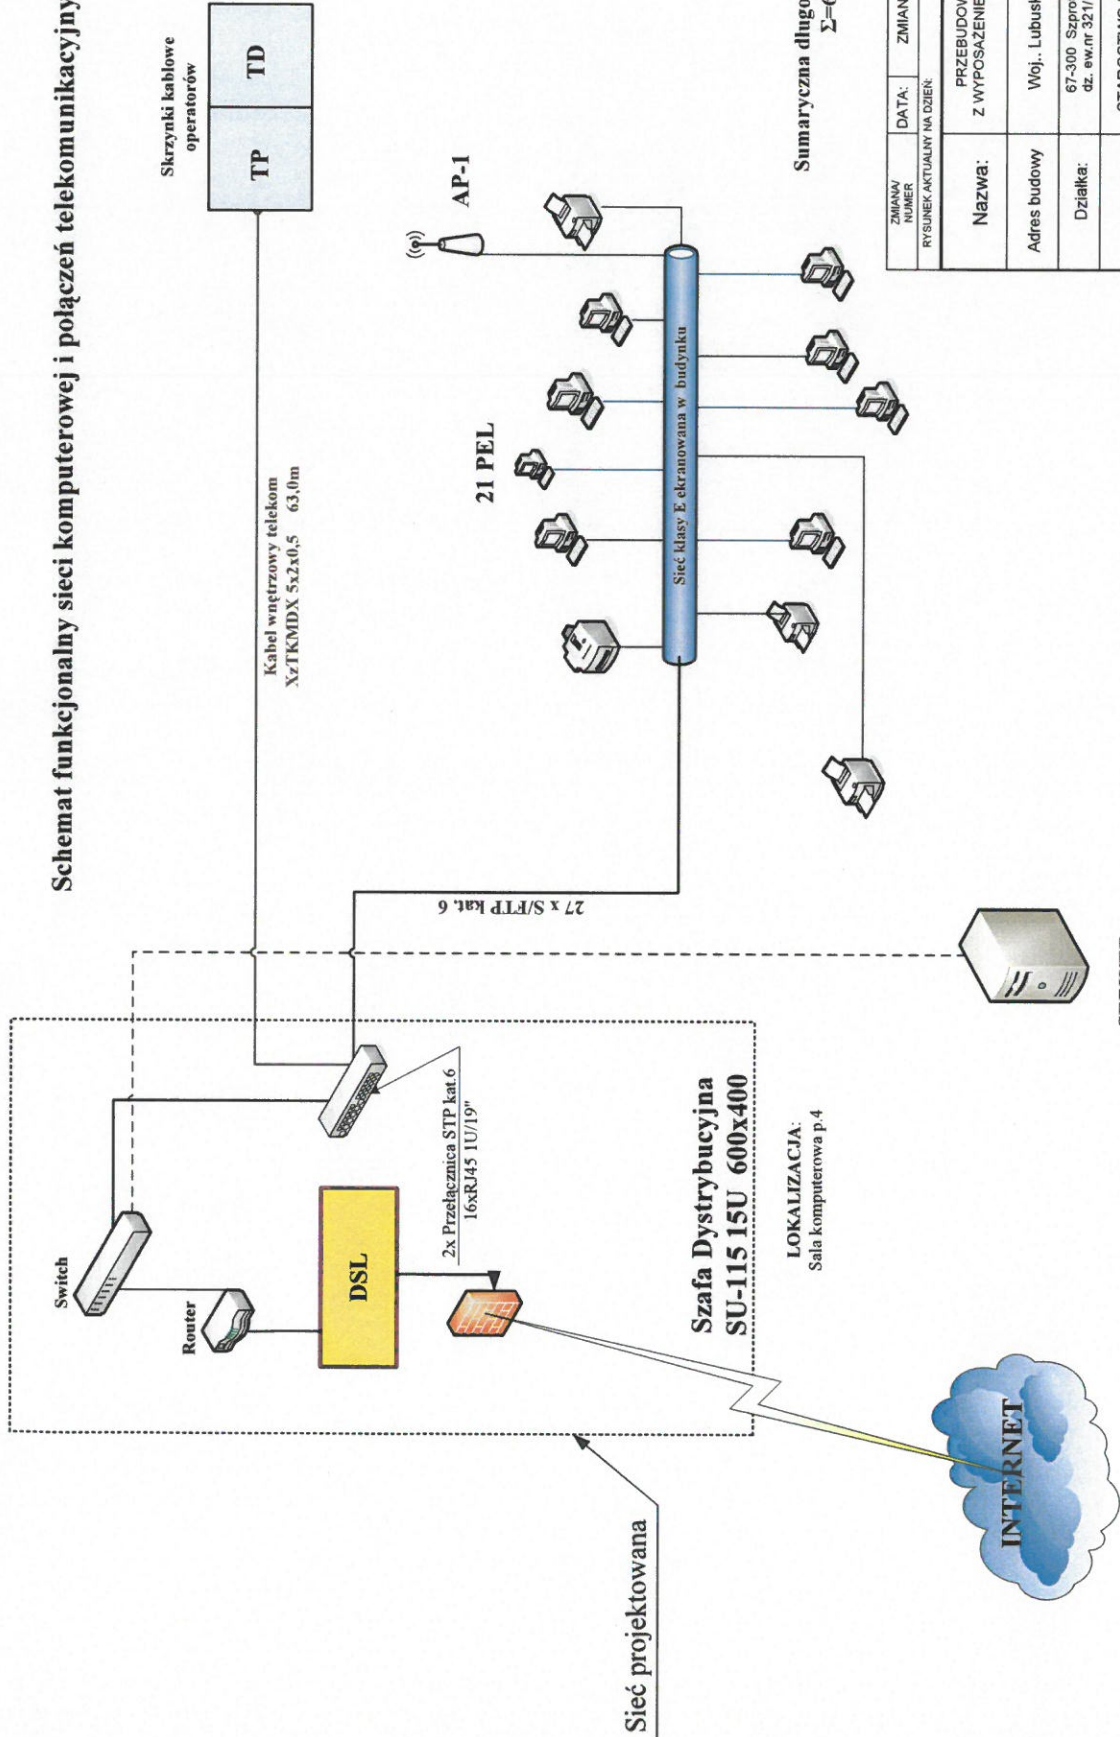 Schemat funkcjonalny sieci komputerowej i połączeń telekomunikacyjny
Skrzynki kablowe
operatorów
TP
TD
Kabel wnętrzowy telekom
XzTKMDX 5x2x0,5 63,0m
AP-1
21 PEL
Sieć klasy E ekranowana w budynku
27 x S/FTP kat. 6
Switch
Router
DSL
2x Przełącznica STP kat.6
16xRJ45 1U/19"
Szafa Dystrybucyjna
SU-115 15U 600x400
LOKALIZACJA:
Sala komputerowa p.4
Sieć projektowana
INTERNET
Sumaryczna długo
ZMIANA/
NUMER
DATA:
ZMIAN
RYSUNEK AKTUALNY NA DZIEŃ:
Nazwa:
PRZEBUDOW
Z WYPOSAŻENIE
Adres budowy
Woj.. Lubusk
Działka:
67-300 Szpro
dz. ew.nr 321/